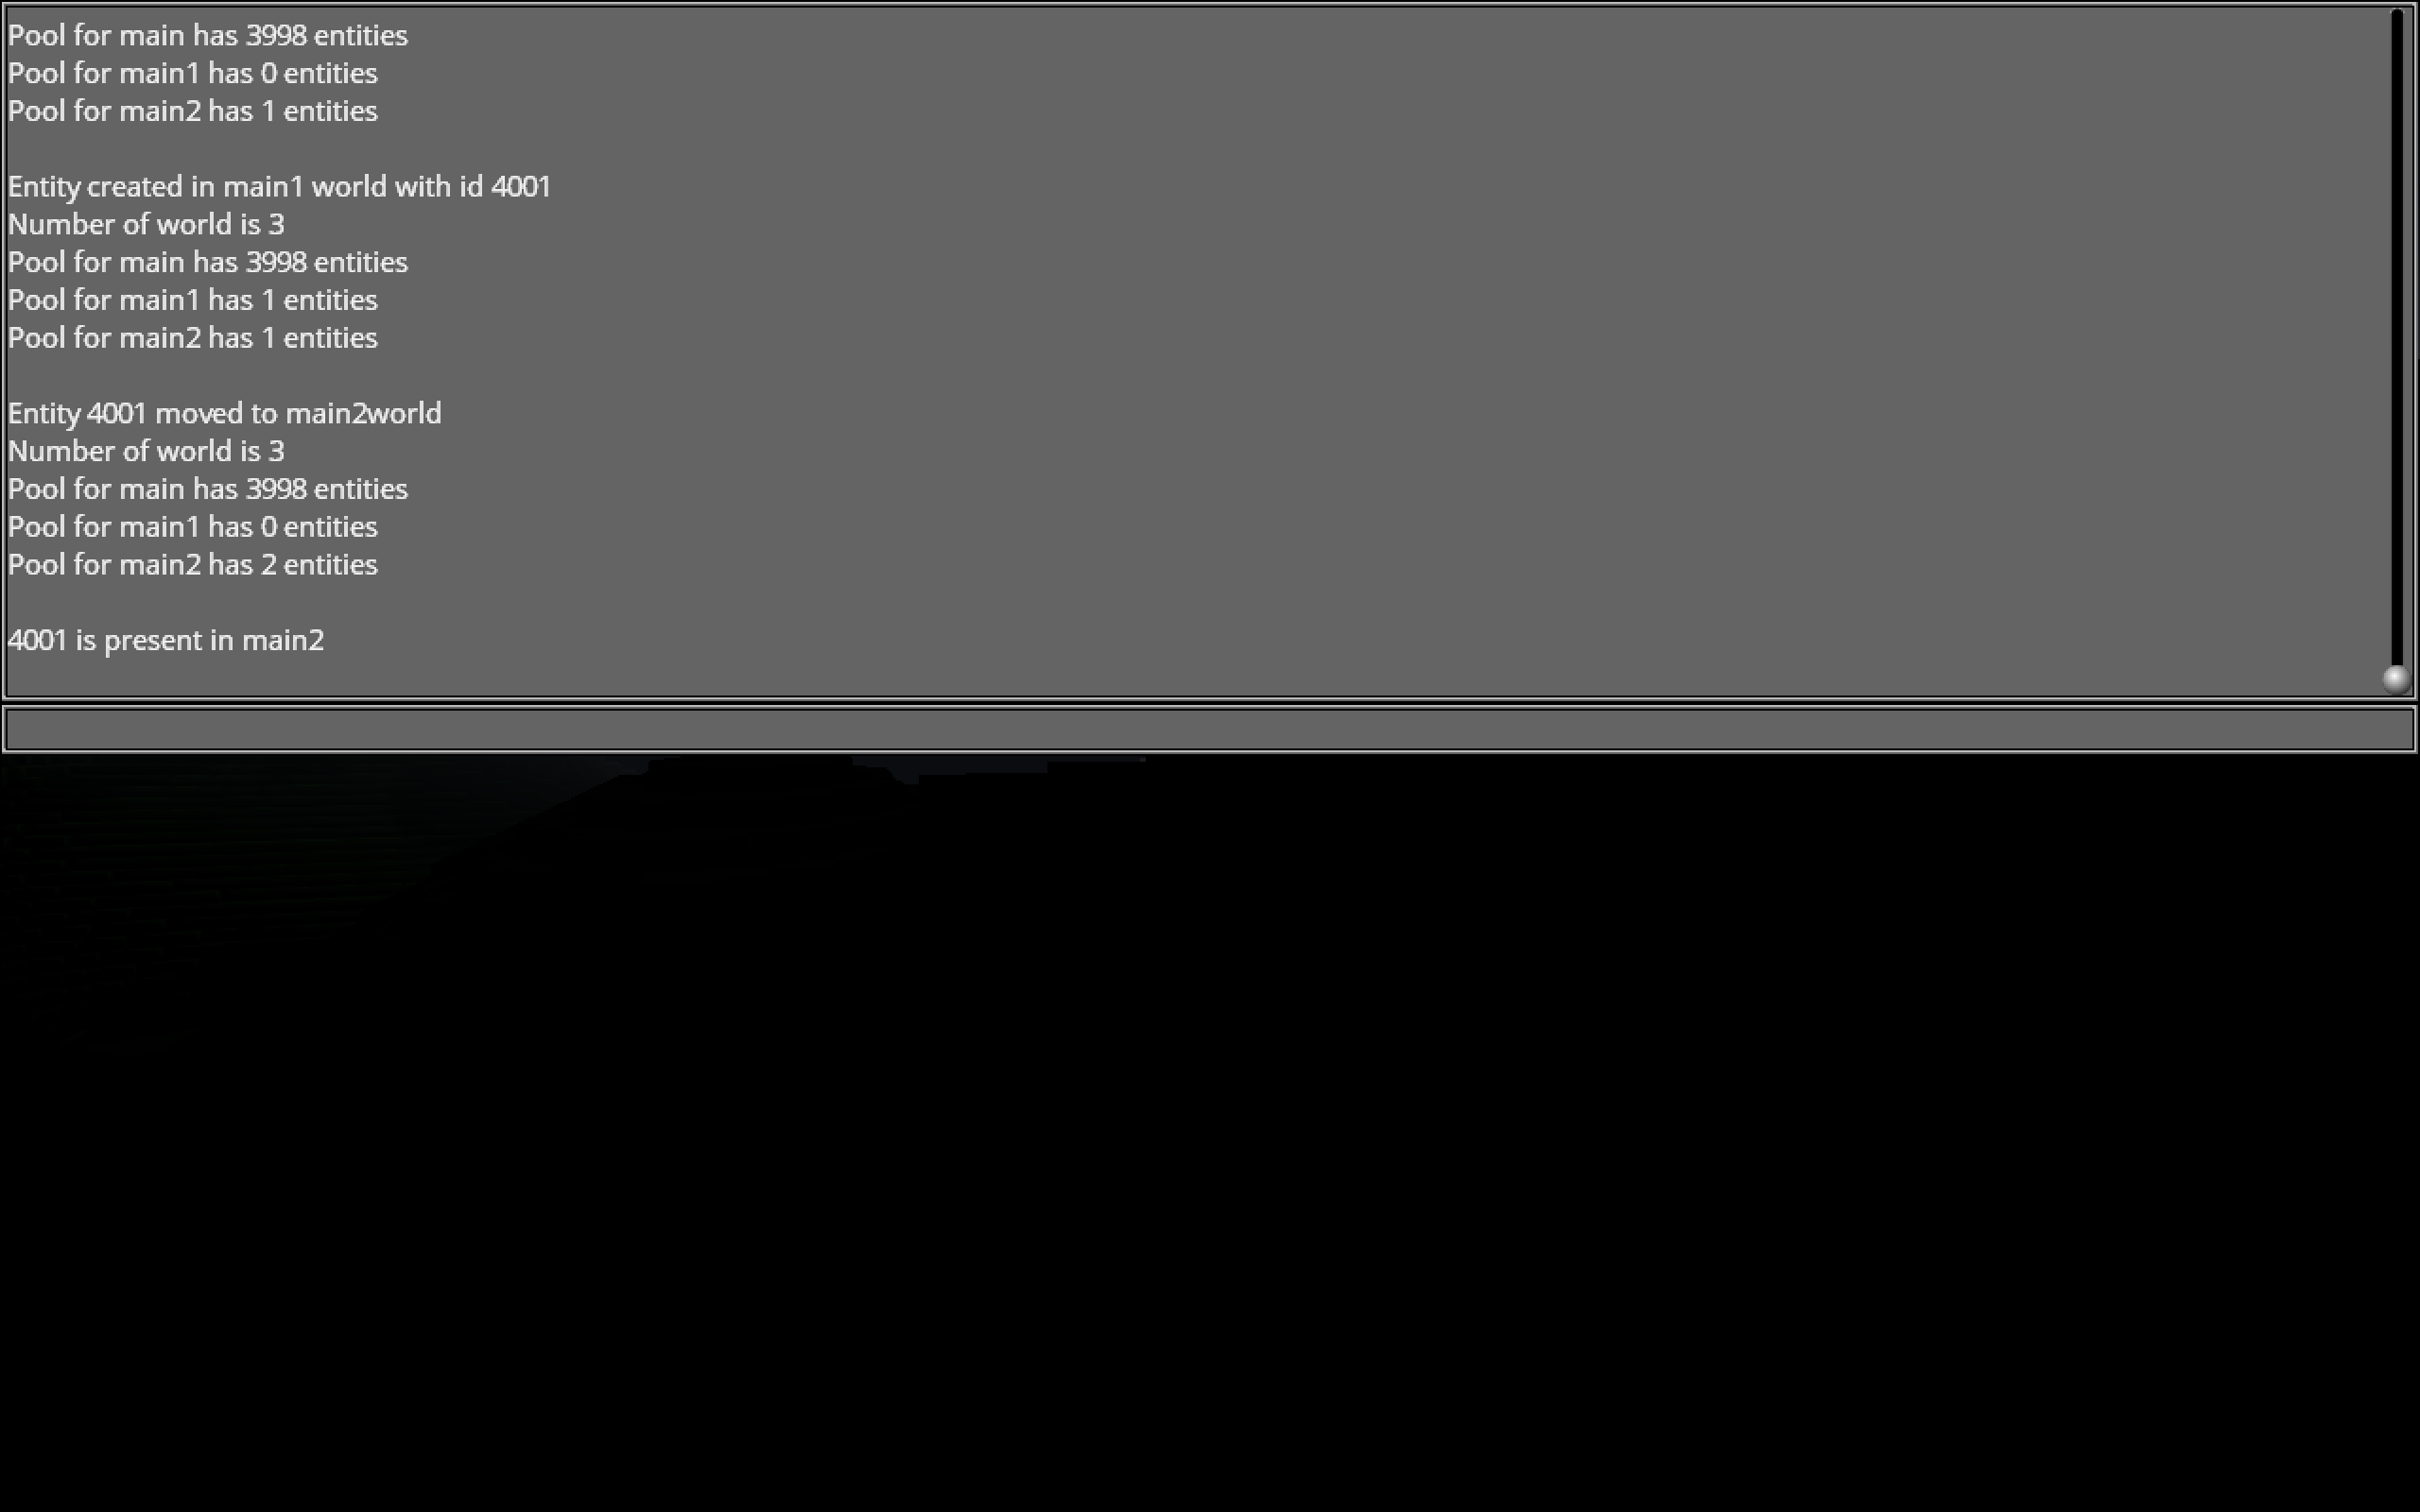 Pool for main has 3998 entities
Pool for main1 has 0 entities
Pool for main2 has 1 entities
Entity created in main1 world with id 4001
Number of world is 3
Pool for main has 3998 entities
Pool for main1 has 1 entities
Pool for main2 has 1 entities
Entity 4001 moved to main2world
Number of world is 3
Pool for main has 3998 entities
Pool for main1 has 0 entities
Pool for main2 has 2 entities
4001 is present in main2